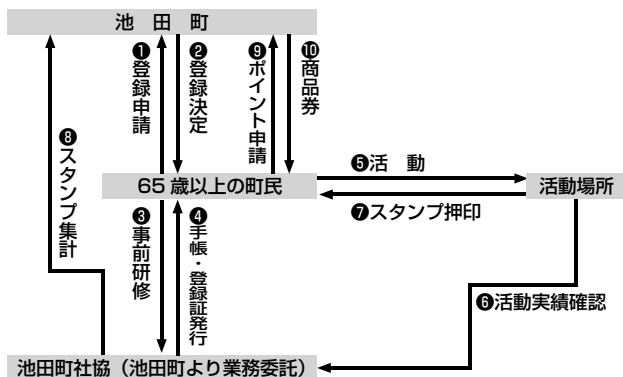 池田町
❶登録申請
❷登録決定
❾ポイント申請
❿商品券
❽スタンプ集計
❺活 動
65歳以上の町民
活動場所
❼スタンプ押印
❸事前研修
❹手帳・登録証発行
❻活動実績確認
池田町社協（池田町より業務委託）